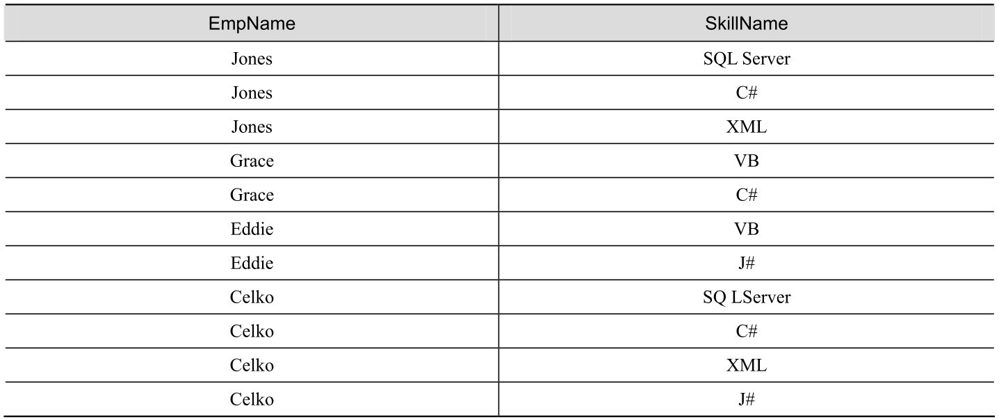 EmpName SkillName
Jones SQL Server
Jones C#
Jones XML
Grace VB
Grace C#
Eddie VB
Eddie J#
Celko SQ LServer
Celko C#
Celko XML
Celko J#